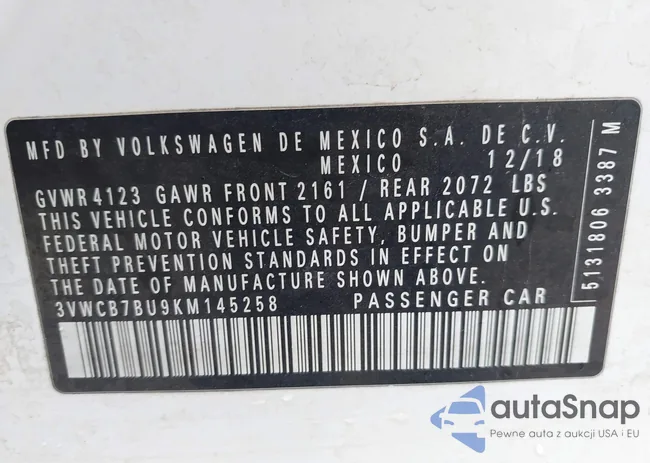 MFD BY VOLKSWAGEN DE MEXICO S.A. DE C.V.
MEXICO 12/18
GVWR 4123 GAWR FRONT 2161 / REAR 2072 LBS
THIS VEHICLE CONFORMS TO ALL APPLICABLE U.S.
FEDERAL MOTOR VEHICLE SAFETY, BUMPER AND
THEFT PREVENTION STANDARDS IN EFFECT ON THE
DATE OF MANUFACTURE SHOWN ABOVE.
3VWCB7BU9KM145258 PASSENGER CAR
5131806 3387 M
autaSnap
Pewne auta z aukcji USA i EU